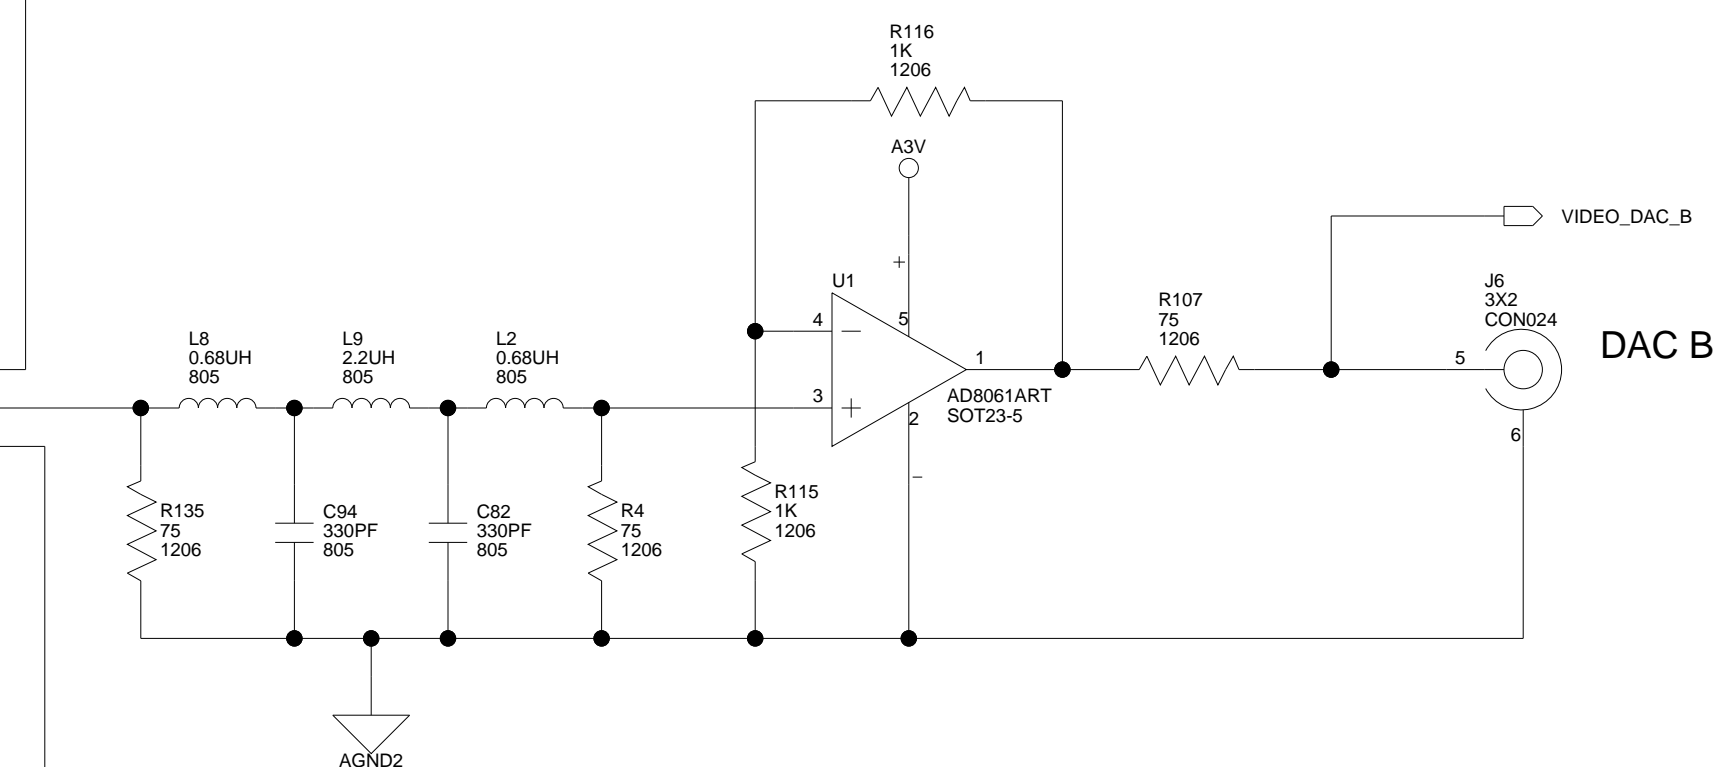 R116
1K
1206
A3V
+
VIDEO_DAC_B
U1
4
5
3
1
2
AD8061ART
SOT23-5
−
R107
75
1206
J6
3X2
CON024
5
6
DAC B
L8
0.68UH
805
L9
2.2UH
805
L2
0.68UH
805
R135
75
1206
C94
330PF
805
C82
330PF
805
R4
75
1206
R115
1K
1206
AGND2